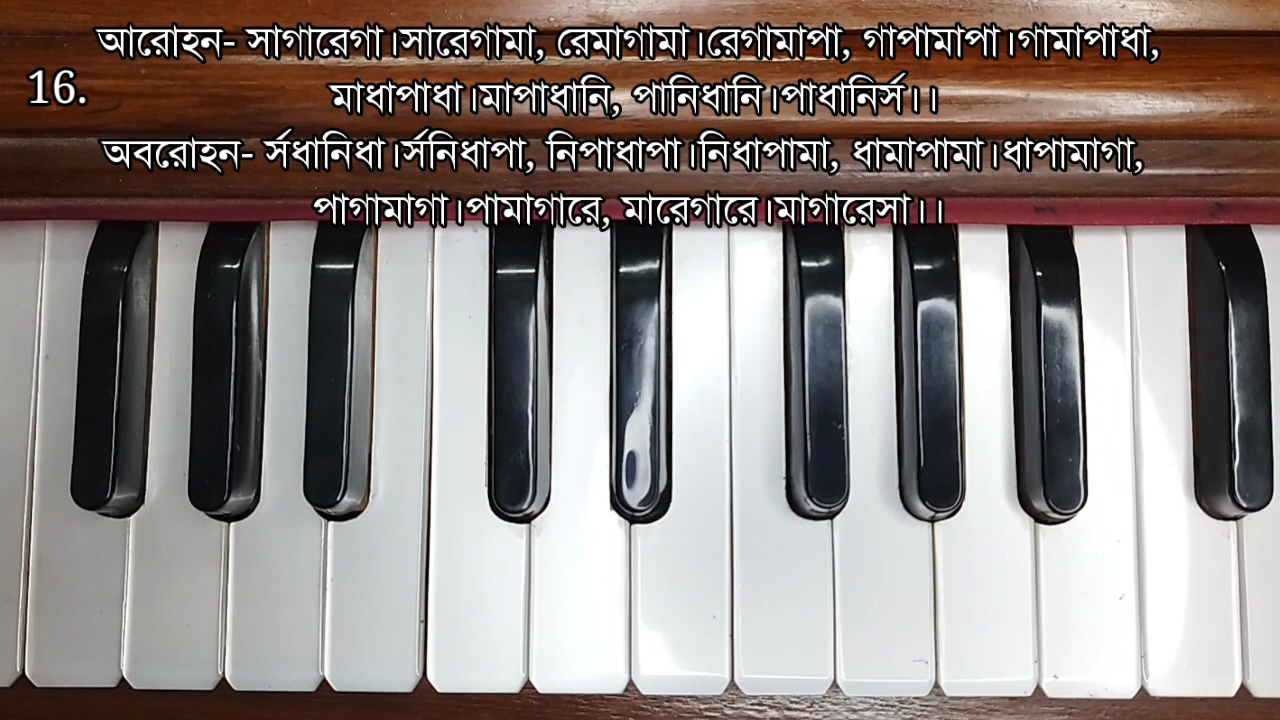 আরোহন- সাগারেগা।সারেগামা, রেমাগামা।রেগামাপা, গাপামাপা।গামাপাধা,
16.
মাধাপাধা।মাপাধানি, পানিধানি।পাধানির্স।।
অবরোহন- র্সধানিধা।র্সনিধাপা, নিপাধাপা।নিধাপামা, ধামাপামা।ধাপামাগা,
পাগামাগা।পামাগারে, মারেগারে।মাগারেসা।।